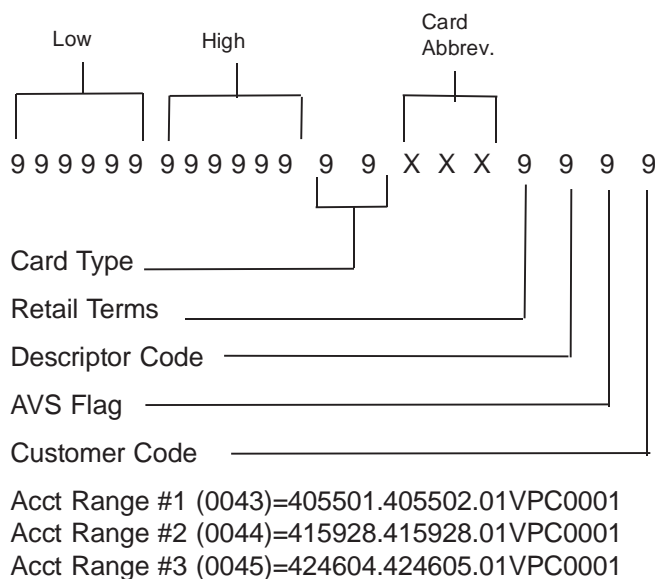 Low
High
Card
Abbrev.
9 9 9 9 9 9 9 9 9 9 9 9 9 9 X X X 9 9 9 9
Card Type
Retail Terms
Descriptor Code
AVS Flag
Customer Code
Acct Range #1 (0043)=405501.405502.01VPC0001
Acct Range #2 (0044)=415928.415928.01VPC0001
Acct Range #3 (0045)=424604.424605.01VPC0001